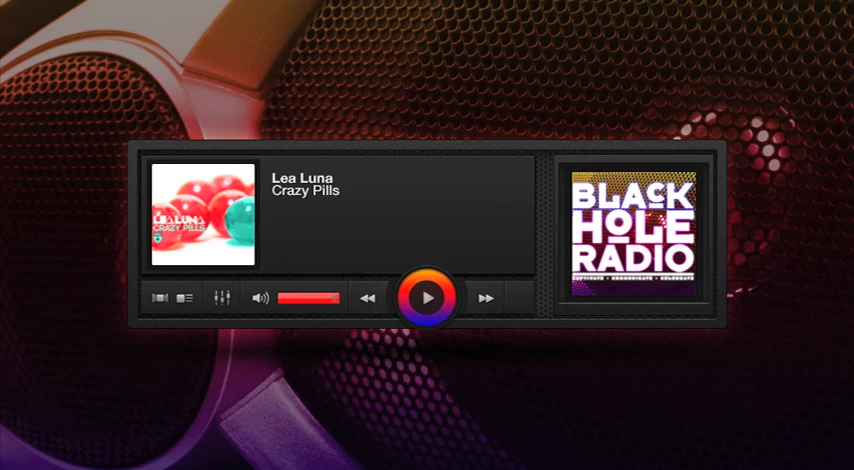 Lea Luna
Crazy Pills
LEA LUNA
CRAZY PILLS
BLACK
HOLE
RADIO